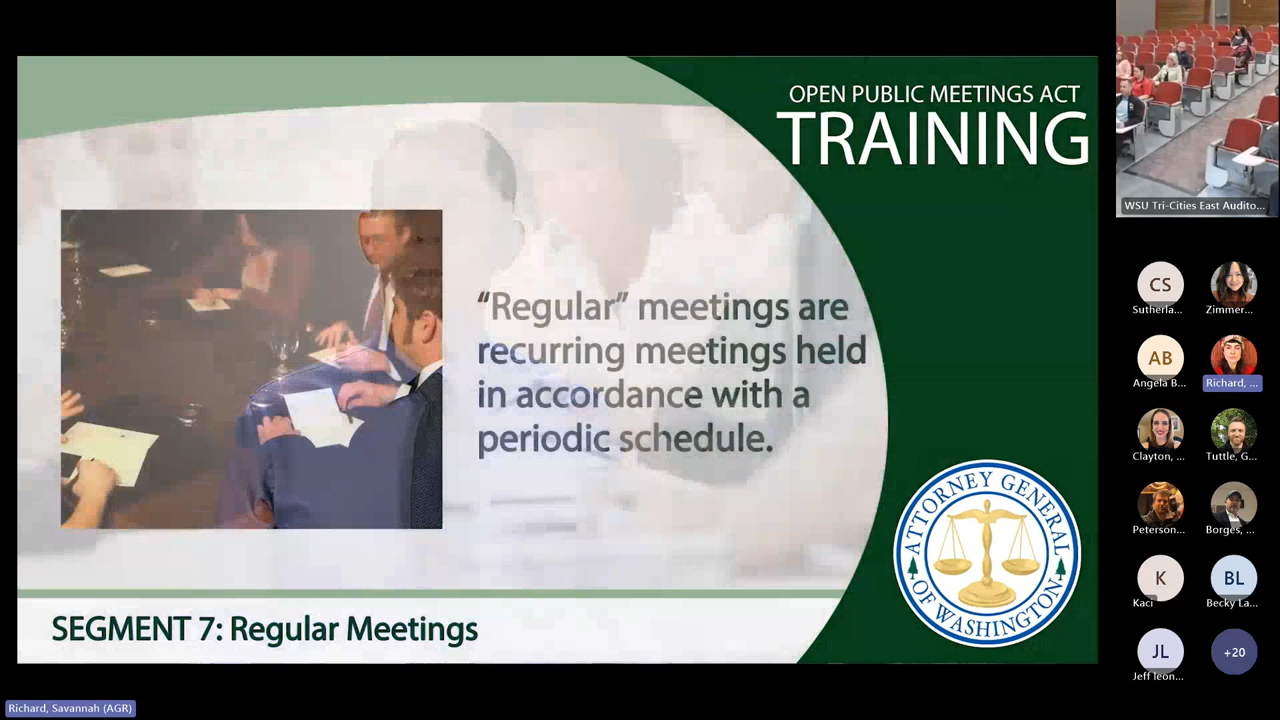 OPEN PUBLIC MEETINGS ACT
TRAINING
“Regular” meetings are
recurring meetings held
in accordance with a
periodic schedule.
ATTORNEY GENERAL
OF WASHINGTON
SEGMENT 7: Regular Meetings
Richard, Savannah (AGR)
WSU Tri-Cities East Audito...
CS
Sutherla...
Zimmer...
AB
Angela B...
Richard, ...
Clayton, ...
Tuttle, G...
Peterson...
Borges, ...
K
Kaci
BL
Becky La...
JL
Jeff leon...
+20